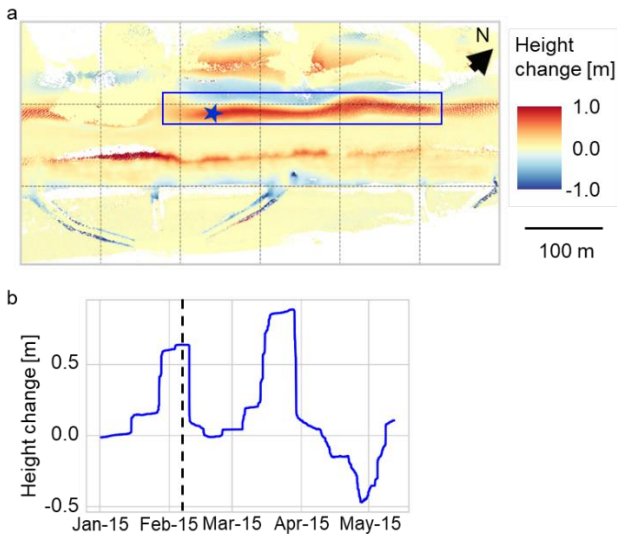 a
N
Height
change [m]
1.0
0.0
-1.0
100 m
b
Height change [m]
0.5
0.0
-0.5
Jan-15 Feb-15 Mar-15 Apr-15 May-15